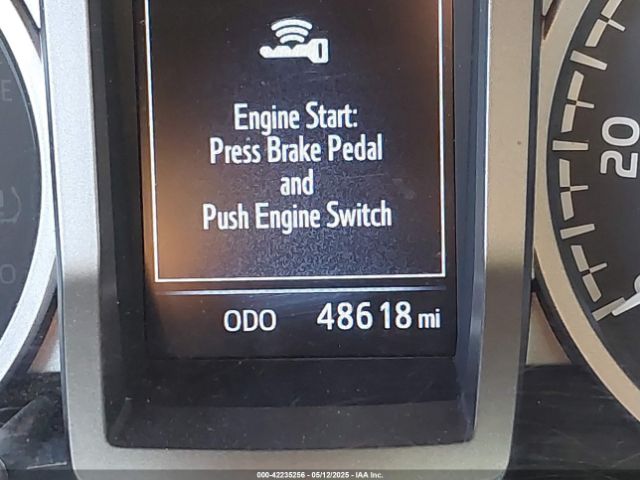 Engine Start:
Press Brake Pedal
and
Push Engine Switch
ODO 48618 mi
20
000-42235256 - 05/12/2025 - IAA Inc.